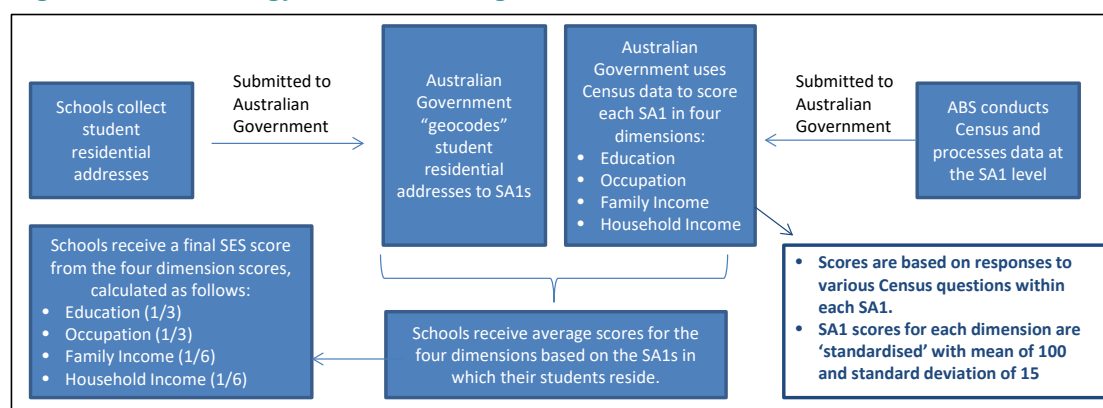 Schools collect
student
residential
addresses
Submitted to
Australian
Government
Australian
Government
“geocodes”
student
residential
addresses to SA1s
Australian
Government uses
Census data to score
each SA1 in four
dimensions:
• Education
• Occupation
• Family Income
• Household Income
Submitted to
Australian
Government
ABS conducts
Census and
processes data at
the SA1 level
Schools receive a final SES score
from the four dimension scores,
calculated as follows:
• Education (1/3)
• Occupation (1/3)
• Family Income (1/6)
• Household Income (1/6)
Schools receive average scores for the
four dimensions based on the SA1s in
which their students reside.
• Scores are based on responses to
various Census questions within
each SA1.
• SA1 scores for each dimension are
‘standardised’ with mean of 100
and standard deviation of 15